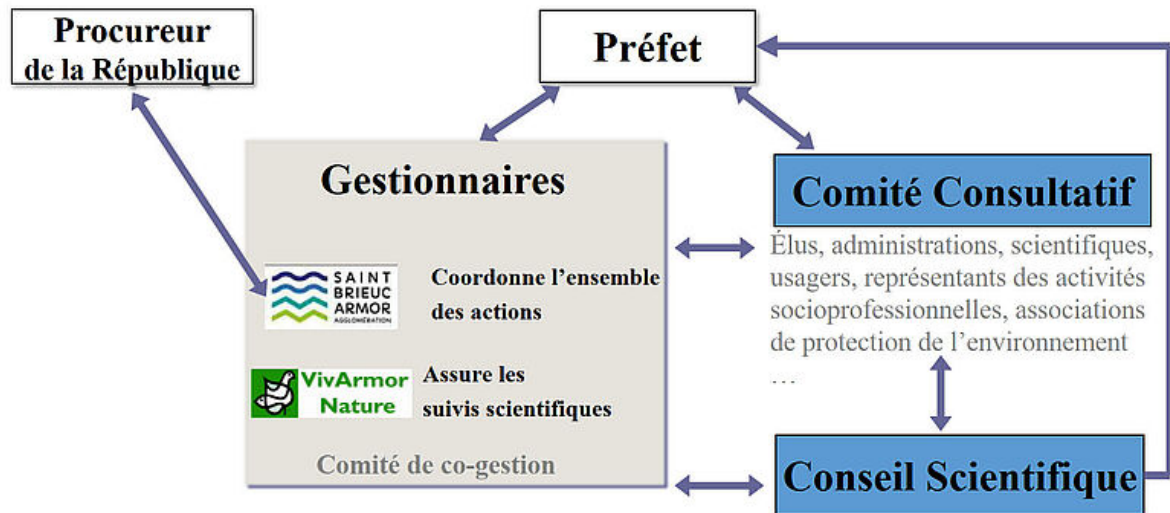 Procureur
de la République
Préfet
Gestionnaires
SAINT
BRIEUC
ARMOR
AGGLOMÉRATION
Coordonne l’ensemble
des actions
VivArmor
Nature
Assure les
suivis scientifiques
Comité de co-gestion
Comité Consultatif
Élus, administrations, scientifiques,
usagers, représentants des activités
socioprofessionnelles, associations
de protection de l’environnement
…
Conseil Scientifique